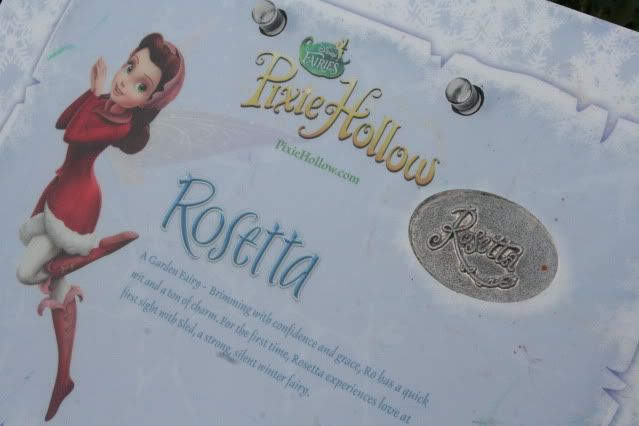 Disney
FAIRIES
Pixie Hollow
PixieHollow.com
Rosetta
Rosetta
A Garden Fairy - Brimming with confidence and grace, Ro has a quick
wit and a ton of charm. For the first time, Rosetta experiences love at
first sight with Sled, a strong, silent winter fairy.